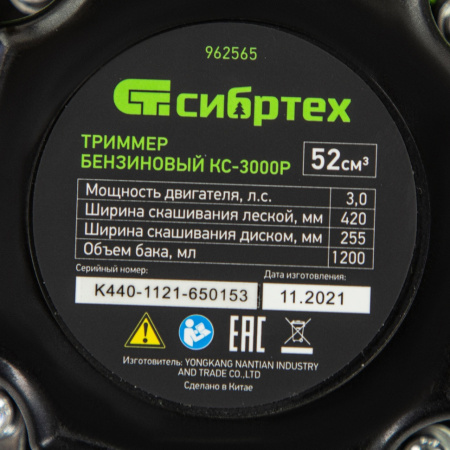 962565
сибртех
ТРИММЕР
БЕНЗИНОВЫЙ КС-3000Р 52см³
Мощность двигателя, л.с. 3,0
Ширина скашивания леской, мм 420
Ширина скашивания диском, мм 255
Объем бака, мл 1200
Серийный номер: Дата изготовления:
K440-1121-650153 11.2021
EAC
Изготовитель: YONGKANG NANTIAN INDUSTRY
AND TRADE CO.,LTD
Сделано в Китае